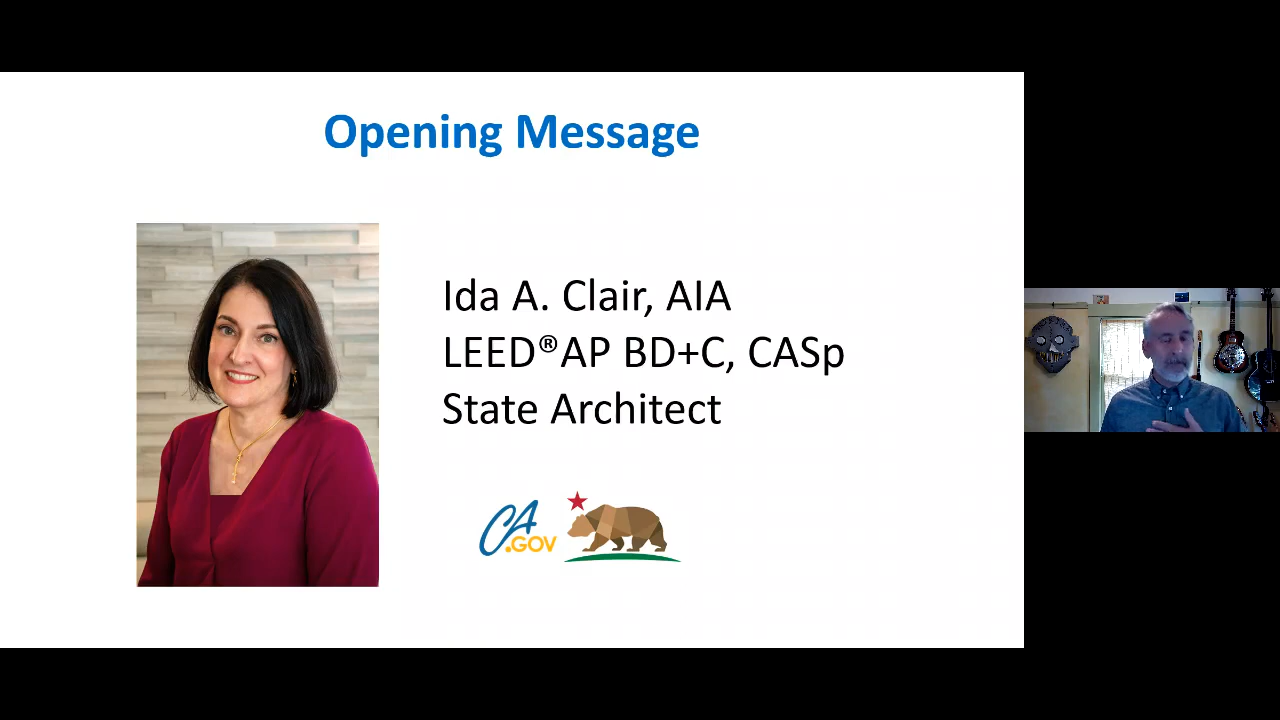 Opening Message
Ida A. Clair, AIA
LEED®AP BD+C, CASp
State Architect
CA
.GOV